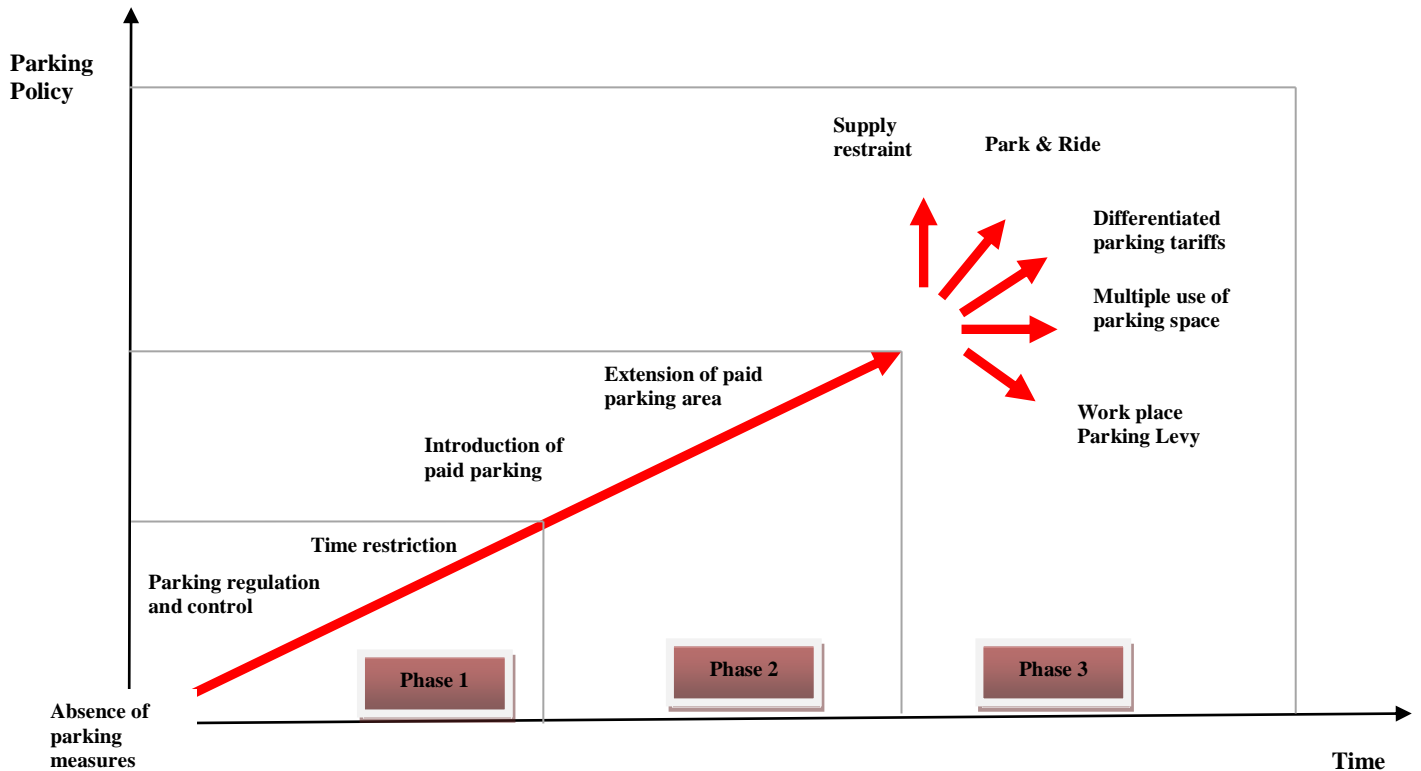 Parking
Policy
Supply
restraint
Park & Ride
Differentiated
parking tariffs
Multiple use of
parking space
Work place
Parking Levy
Extension of paid
parking area
Introduction of
paid parking
Time restriction
Parking regulation
and control
Phase 1
Phase 2
Phase 3
Absence of
parking
measures
Time